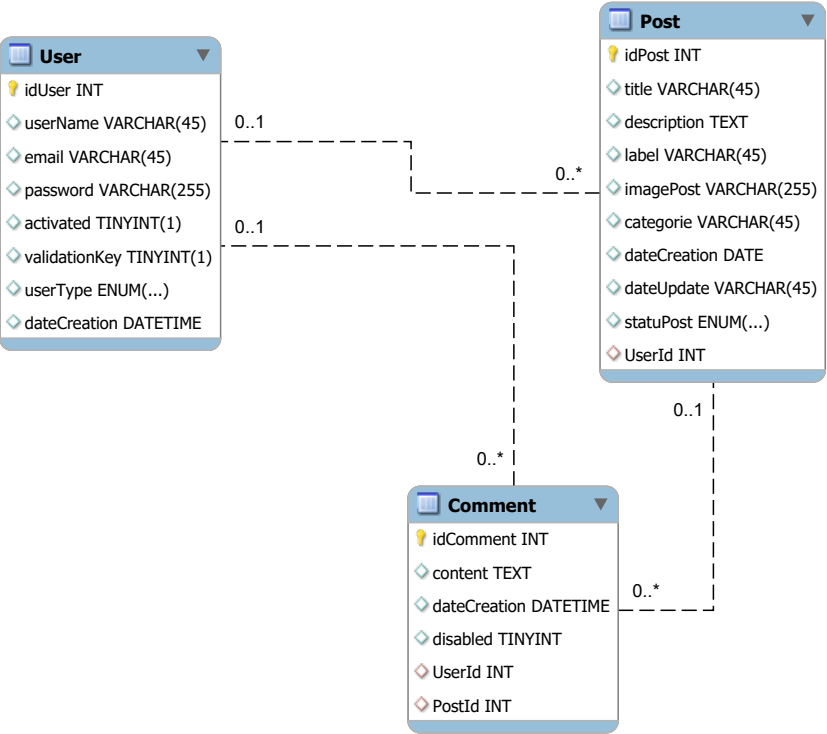 User
idUser INT
userName VARCHAR(45)
email VARCHAR(45)
password VARCHAR(255)
activated TINYINT(1)
validationKey TINYINT(1)
userType ENUM(...)
dateCreation DATETIME
0..1
0..*
0..1
0..*
Post
idPost INT
title VARCHAR(45)
description TEXT
label VARCHAR(45)
imagePost VARCHAR(255)
categorie VARCHAR(45)
dateCreation DATE
dateUpdate VARCHAR(45)
statuPost ENUM(...)
UserId INT
0..1
0..*
Comment
idComment INT
content TEXT
dateCreation DATETIME
disabled TINYINT
UserId INT
PostId INT